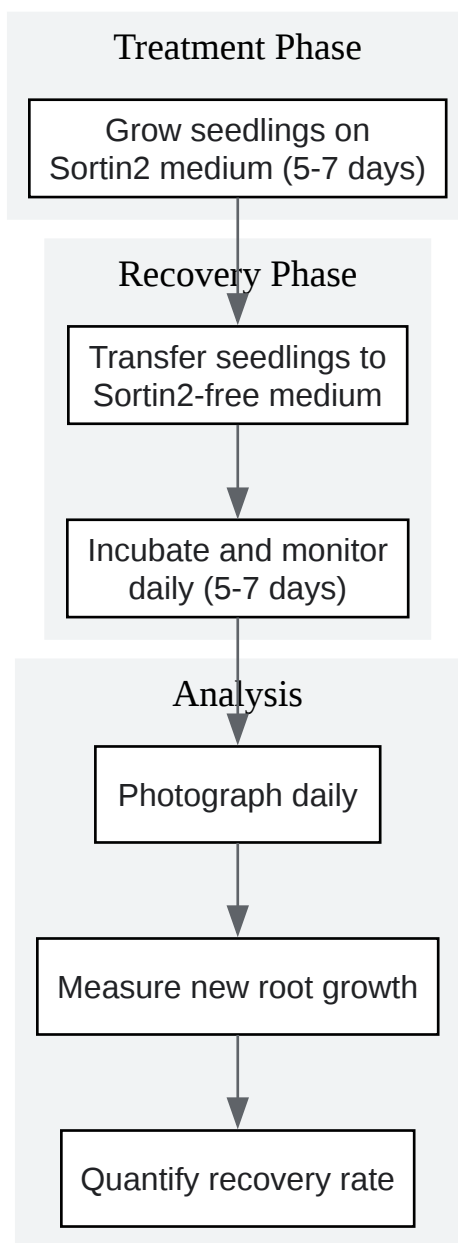 Treatment Phase
Grow seedlings on
Sortin2 medium (5-7 days)
Recovery Phase
Transfer seedlings to
Sortin2-free medium
Incubate and monitor
daily (5-7 days)
Analysis
Photograph daily
Measure new root growth
Quantify recovery rate